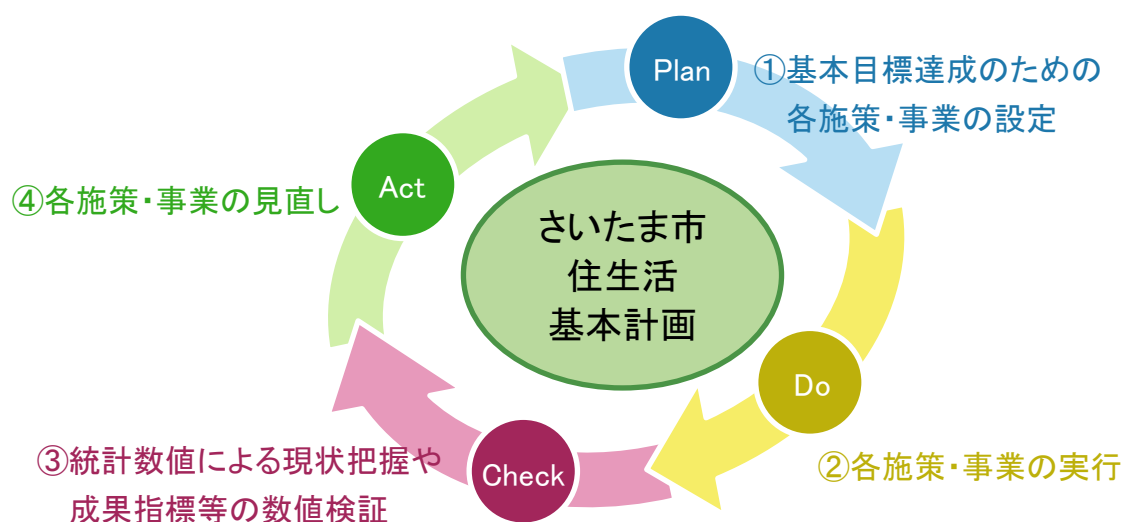 Plan
①基本目標達成のための
各施策・事業の設定
Do
②各施策・事業の実行
Check
③統計数値による現状把握や
成果指標等の数値検証
Act
④各施策・事業の見直し
さいたま市
住生活
基本計画